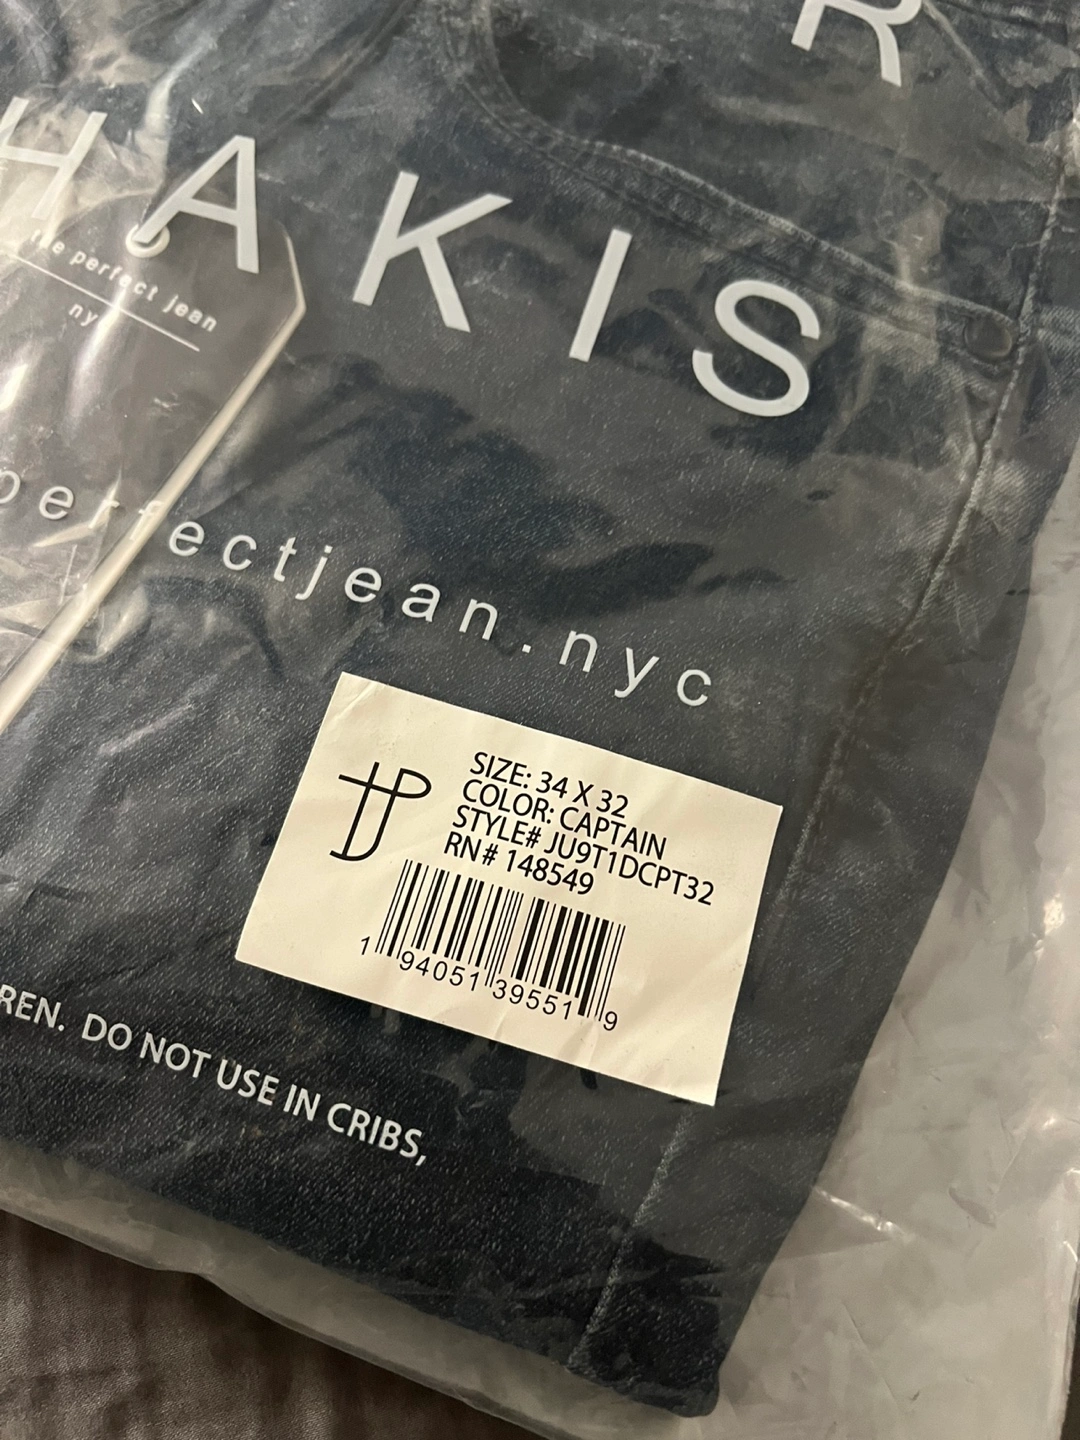 R
HAKIS
the perfect jean
nyc
perfectjean.nyc
SIZE: 34 X 32
COLOR: CAPTAIN
STYLE# JU9T1DCPT32
RN# 148549
1 94051 39551 9
REN. DO NOT USE IN CRIBS,